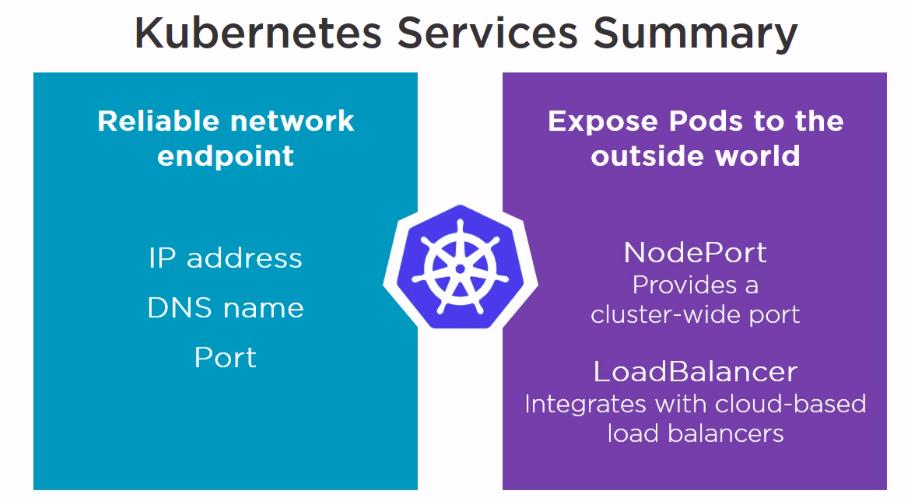 Kubernetes Services Summary
Reliable network
endpoint
IP address
DNS name
Port
Expose Pods to the
outside world
NodePort
Provides a
cluster-wide port
LoadBalancer
Integrates with cloud-based
load balancers